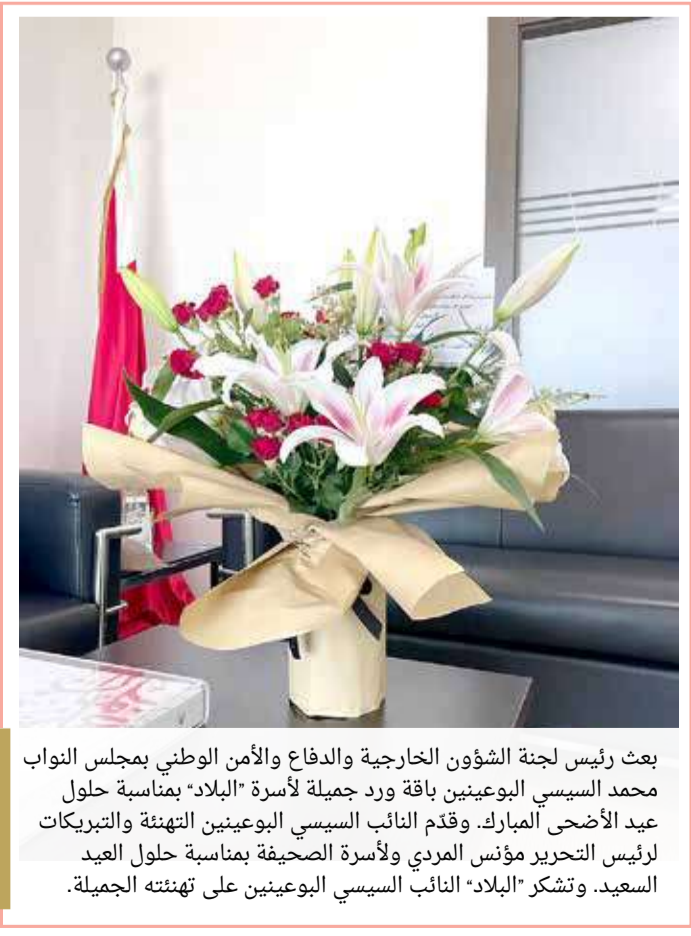 بعث رئيس لجنة الشؤون الخارجية والدفاع والأمن الوطني بمجلس النواب
محمد السيسي البوعينين باقة ورد جميلة لأسرة ”البلاد“ بمناسبة حلول
عيد الأضحى المبارك. وقدّم النائب السيسي البوعينين التهنئة والتبريكات
لرئيس التحرير مؤنس المردي ولأسرة الصحيفة بمناسبة حلول العيد
السعيد. وتشكر ”البلاد“ النائب السيسي البوعينين على تهنئته الجميلة.